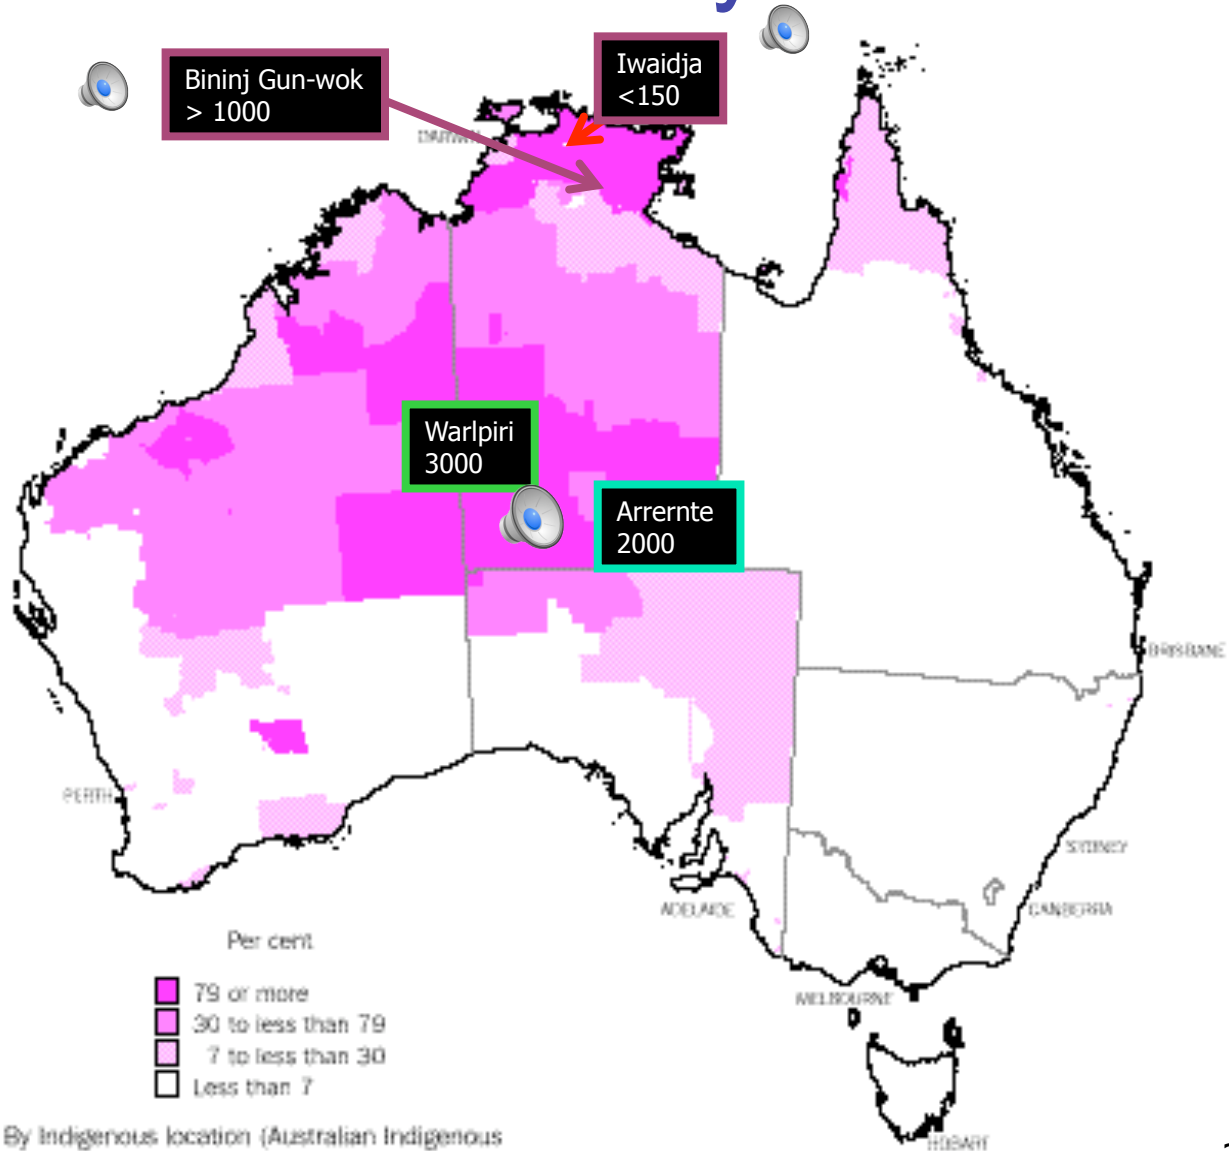 y
Bininj Gun-wok
> 1000
Iwaidja
<150
DARWIN
Warlpiri
3000
Arrernte
2000
BRISBANE
PERTH
SYDNEY
ADELAIDE
CANBERRA
MELBOURNE
HOBART
Per cent
79 or more
30 to less than 79
7 to less than 30
Less than 7
By Indigenous location (Australian Indigenous